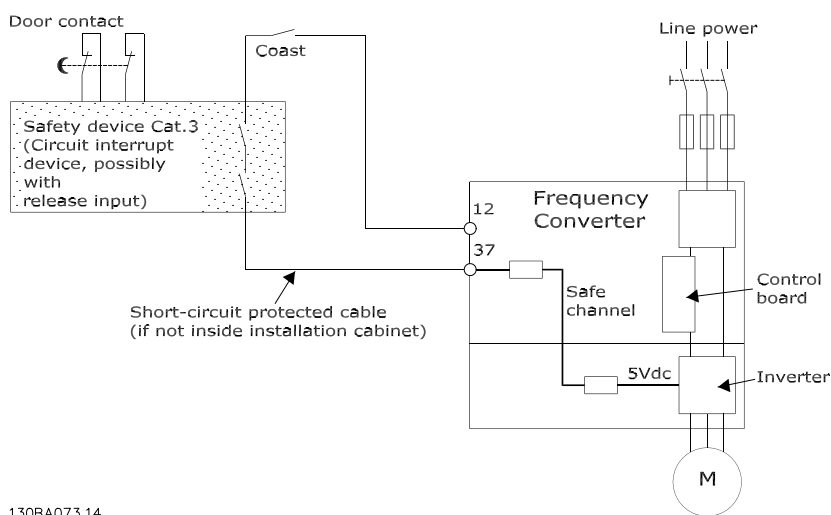 Door contact
Coast
Line power
Safety device Cat.3
(Circuit interrupt
device, possibly
with
release input)
12
Frequency
Converter
37
Safe
channel
Control
board
Short-circuit protected cable
(if not inside installation cabinet)
5Vdc
Inverter
M
130BA073.14